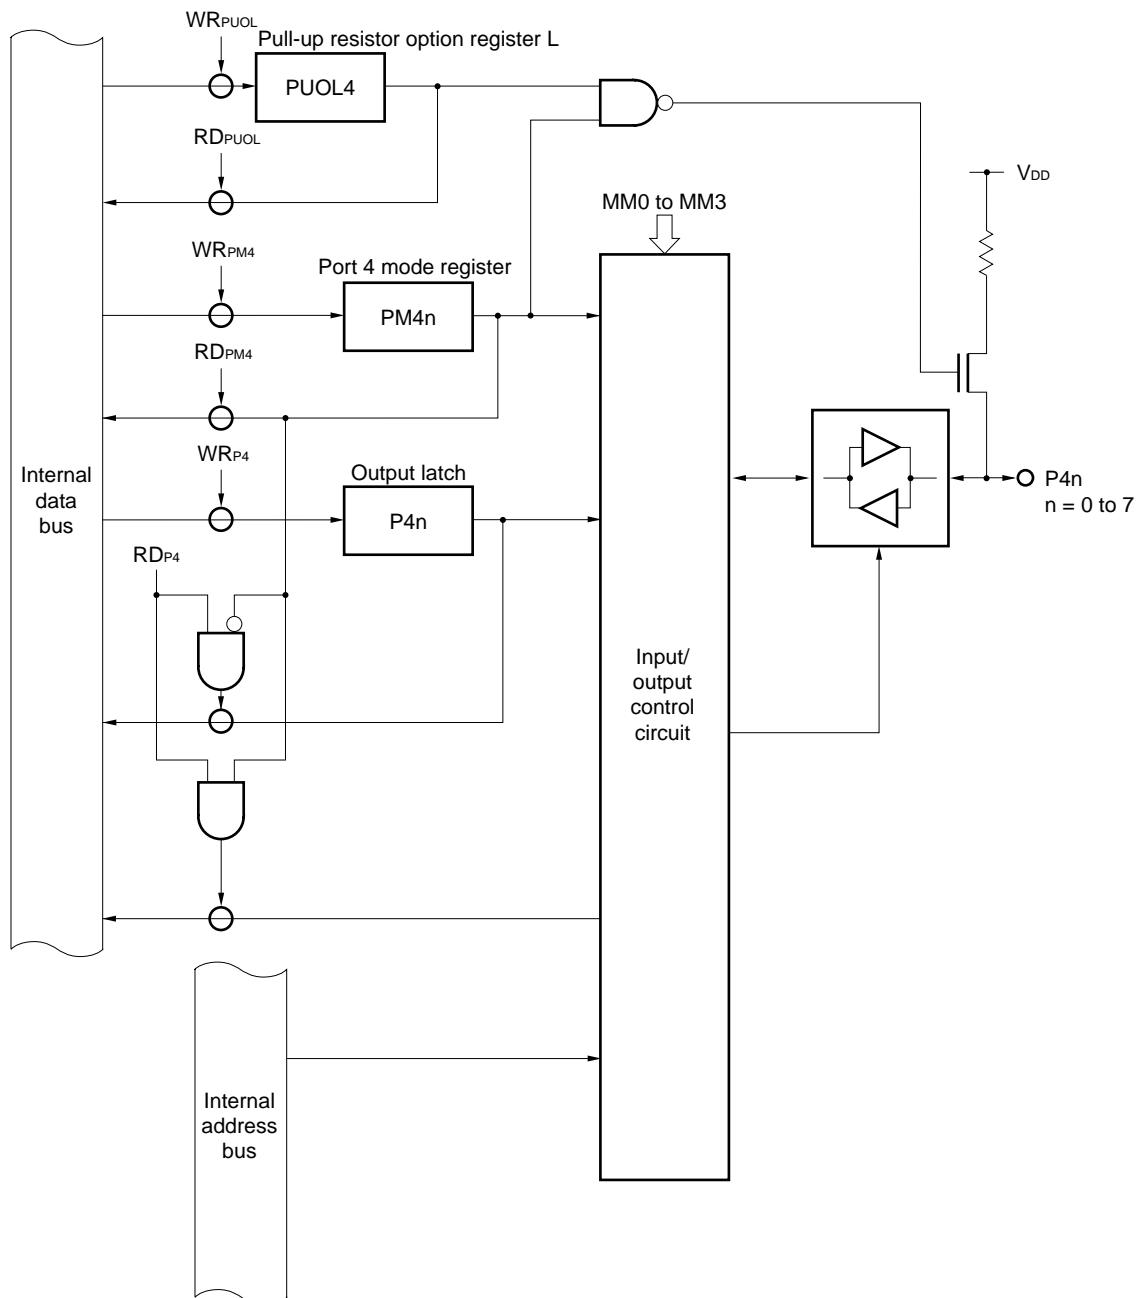 WRPUOL
Pull-up resistor option register L
PUOL4
RDPUOL
VDD
MM0 to MM3
WRPM4
Port 4 mode register
PM4n
RDPM4
WRP4
Output latch
Internal
data
bus
P4n
P4n
n = 0 to 7
RDP4
Input/
output
control
circuit
Internal
address
bus